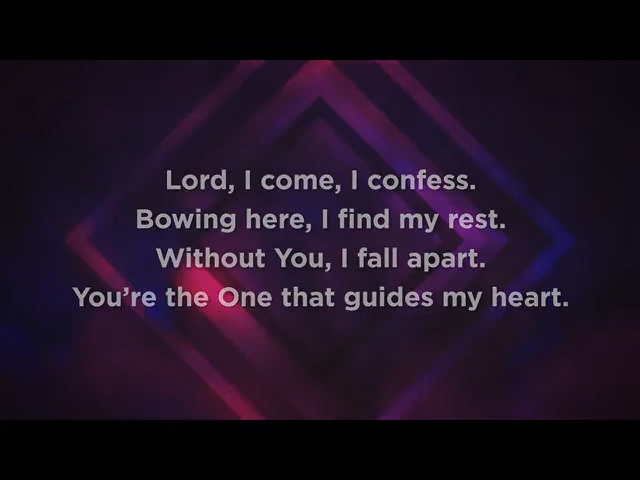 Lord, I come, I confess.
Bowing here, I find my rest.
Without You, I fall apart.
You’re the One that guides my heart.